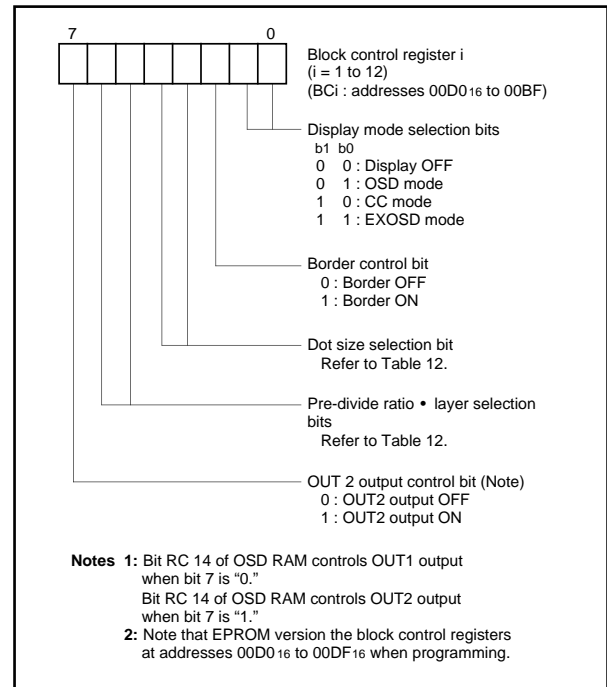 7 0
Block control register i
(i = 1 to 12)
(BCi : addresses 00D016 to 00BF)
Display mode selection bits
b1 b0
0 0 : Display OFF
0 1 : OSD mode
1 0 : CC mode
1 1 : EXOSD mode
Border control bit
0 : Border OFF
1 : Border ON
Dot size selection bit
Refer to Table 12.
Pre-divide ratio • layer selection
bits
Refer to Table 12.
OUT 2 output control bit (Note)
0 : OUT2 output OFF
1 : OUT2 output ON
Notes 1: Bit RC 14 of OSD RAM controls OUT1 output
when bit 7 is “0.”
Bit RC 14 of OSD RAM controls OUT2 output
when bit 7 is “1.”
2: Note that EPROM version the block control registers
at addresses 00D016 to 00DF16 when programming.